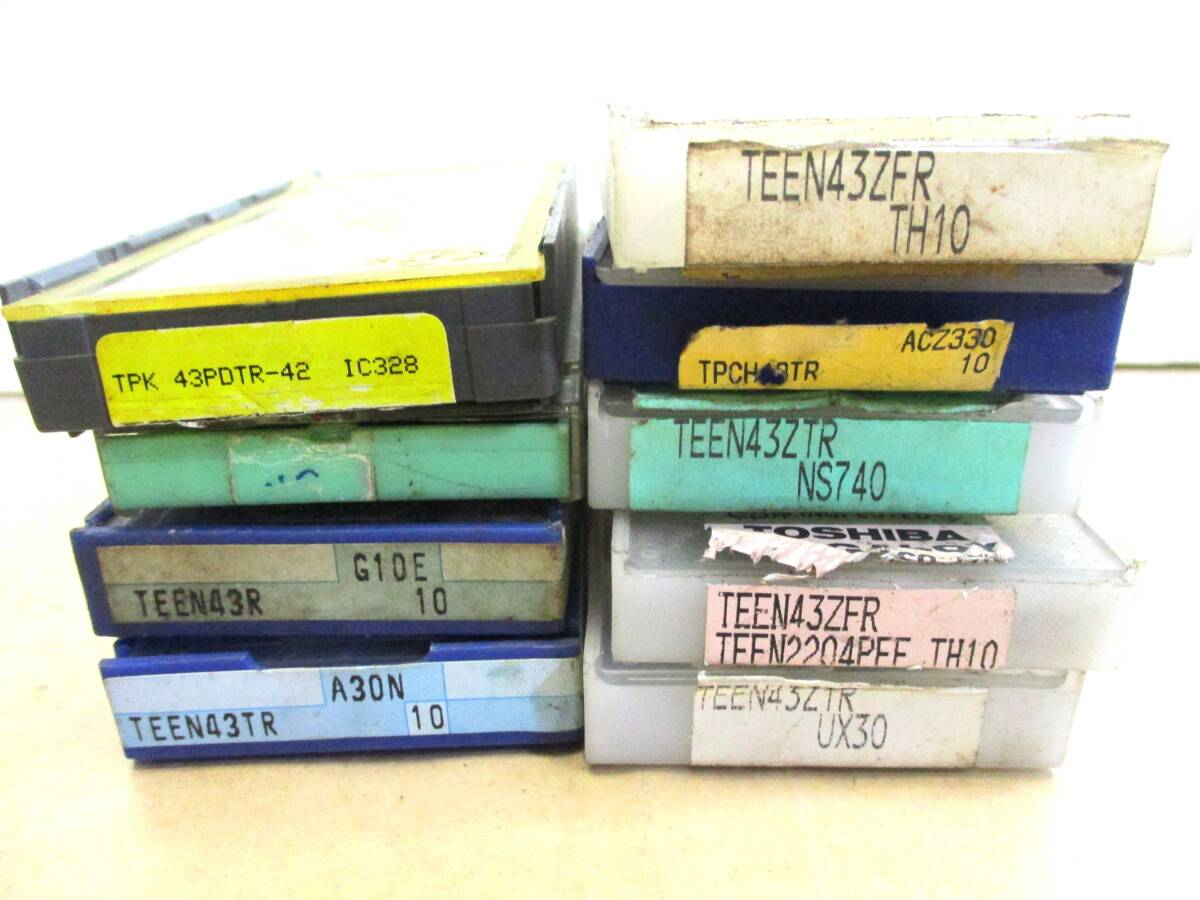 TPK 43PDTR-42 IC328
G10E
TEEN43R 10
A30N
TEEN43TR 10
TEEN43ZFR
TH10
ACZ330
10
TEEN43ZTR
NS740
TOSHIBA
TEEN43ZFR
TEEN2204PEF TH10
TEEN43ZTR
UX30